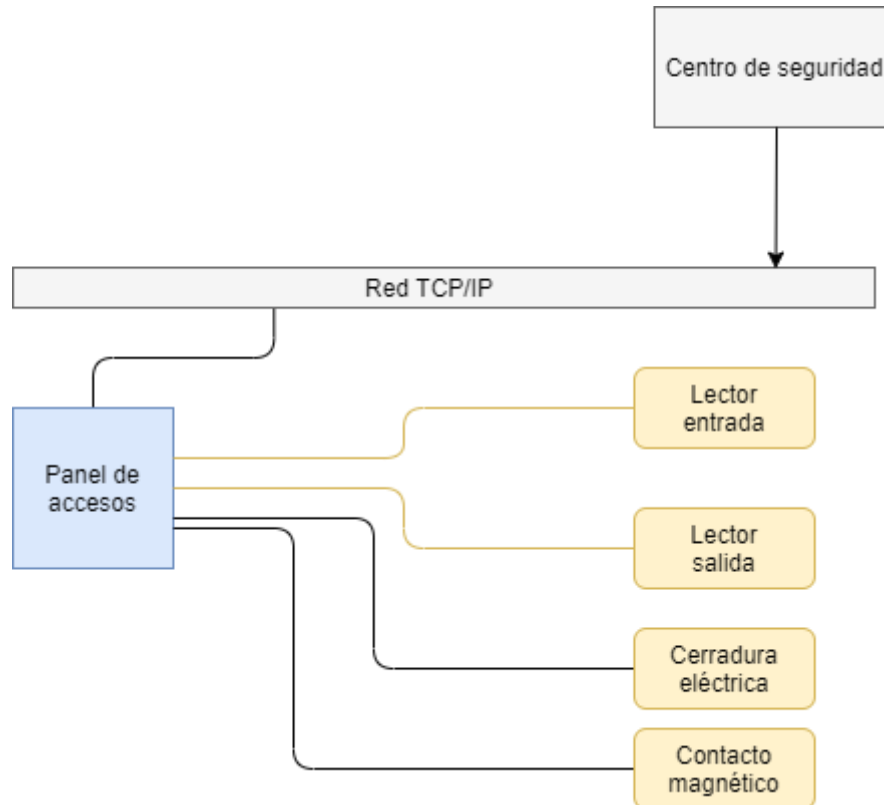 Centro de seguridad
Red TCP/IP
Lector
entrada
Panel de
accesos
Lector
salida
Cerradura
eléctrica
Contacto
magnético